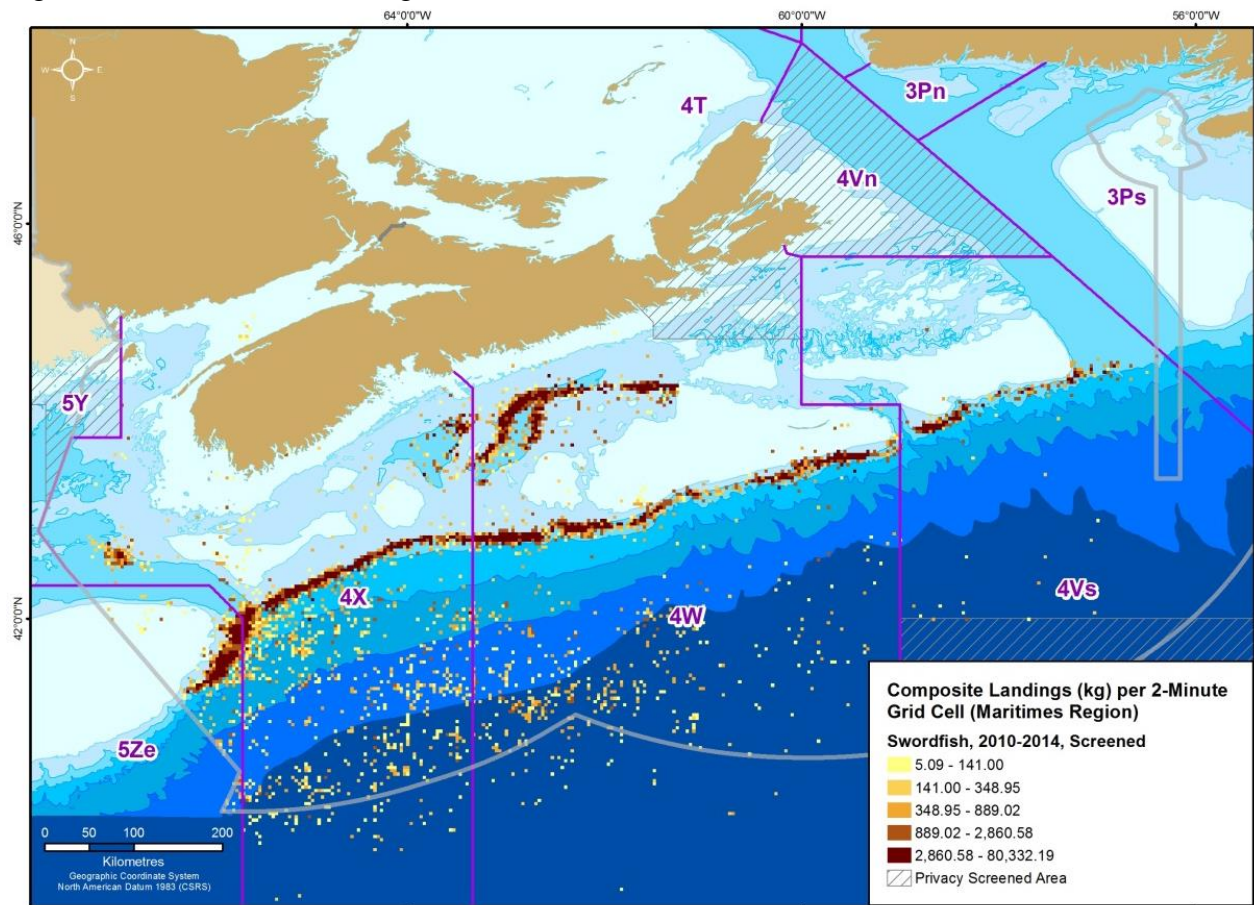 64°0'0"W
60°0'0"W
56°0'0"W
N
W
E
S
4T
3Pn
4Vn
3Ps
46°0'0"N
5Y
42°0'0"N
4X
4W
4Vs
5Ze
0 50 100 200
Kilometres
Geographic Coordinate System
North American Datum 1983 (CSRS)
Composite Landings (kg) per 2-Minute
Grid Cell (Maritimes Region)
Swordfish, 2010-2014, Screened
5.09 - 141.00
141.00 - 348.95
348.95 - 889.02
889.02 - 2,860.58
2,860.58 - 80,332.19
Privacy Screened Area